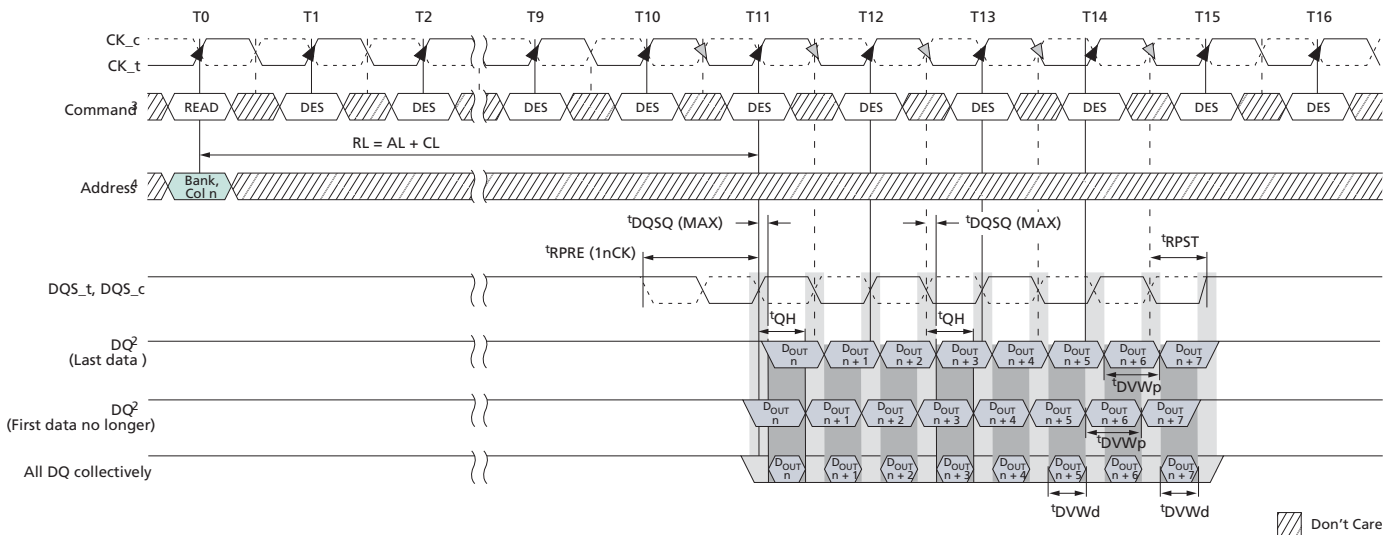 T0 T1 T2 T9 T10 T11 T12 T13 T14 T15 T16
CK_c
CK_t
Command3 READ DES DES DES DES DES DES DES DES DES DES
RL = AL + CL
Address4 Bank, Col n
tDQSQ (MAX) tDQSQ (MAX)
tRPRE (1nCK) tRPST
DQS_t, DQS_c
tQH tQH
DQ2
(Last data )
DOUT n DOUT n + 1 DOUT n + 2 DOUT n + 3 DOUT n + 4 DOUT n + 5 DOUT n + 6 DOUT n + 7
tDVWp
DQ2
(First data no longer)
DOUT n DOUT n + 1 DOUT n + 2 DOUT n + 3 DOUT n + 4 DOUT n + 5 DOUT n + 6 DOUT n + 7
tDVWp
All DQ collectively
DOUT n DOUT n + 1 DOUT n + 2 DOUT n + 3 DOUT n + 4 DOUT n + 5 DOUT n + 6 DOUT n + 7
tDVWd tDVWd
Don't Care